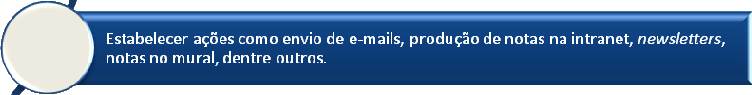 Estabelecer ações como envio de e-mails, produção de notas na intranet, newsletters,
notas no mural, dentre outros.